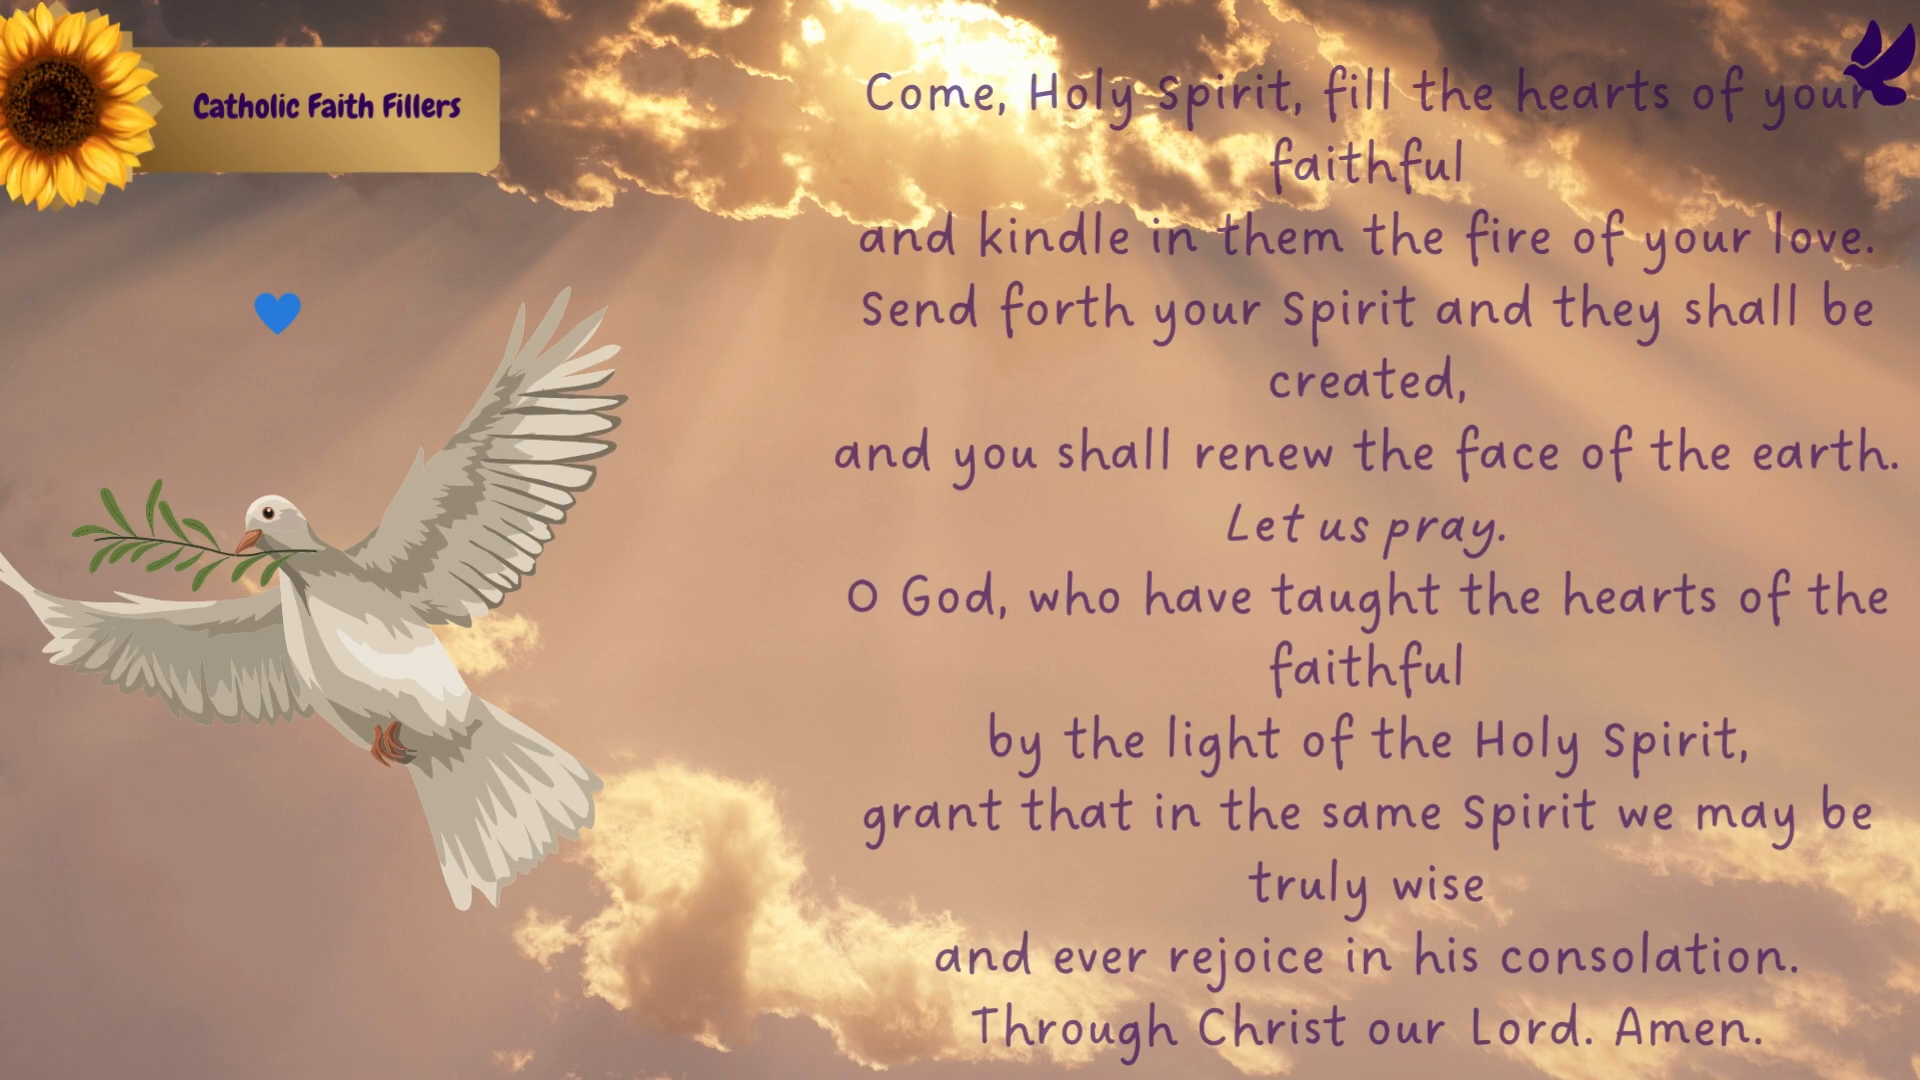 Catholic Faith Fillers
Come, Holy Spirit, fill the hearts of your
faithful
and kindle in them the fire of your love.
Send forth your Spirit and they shall be
created,
and you shall renew the face of the earth.
Let us pray.
O God, who have taught the hearts of the
faithful
by the light of the Holy Spirit,
grant that in the same Spirit we may be
truly wise
and ever rejoice in his consolation.
Through Christ our Lord. Amen.